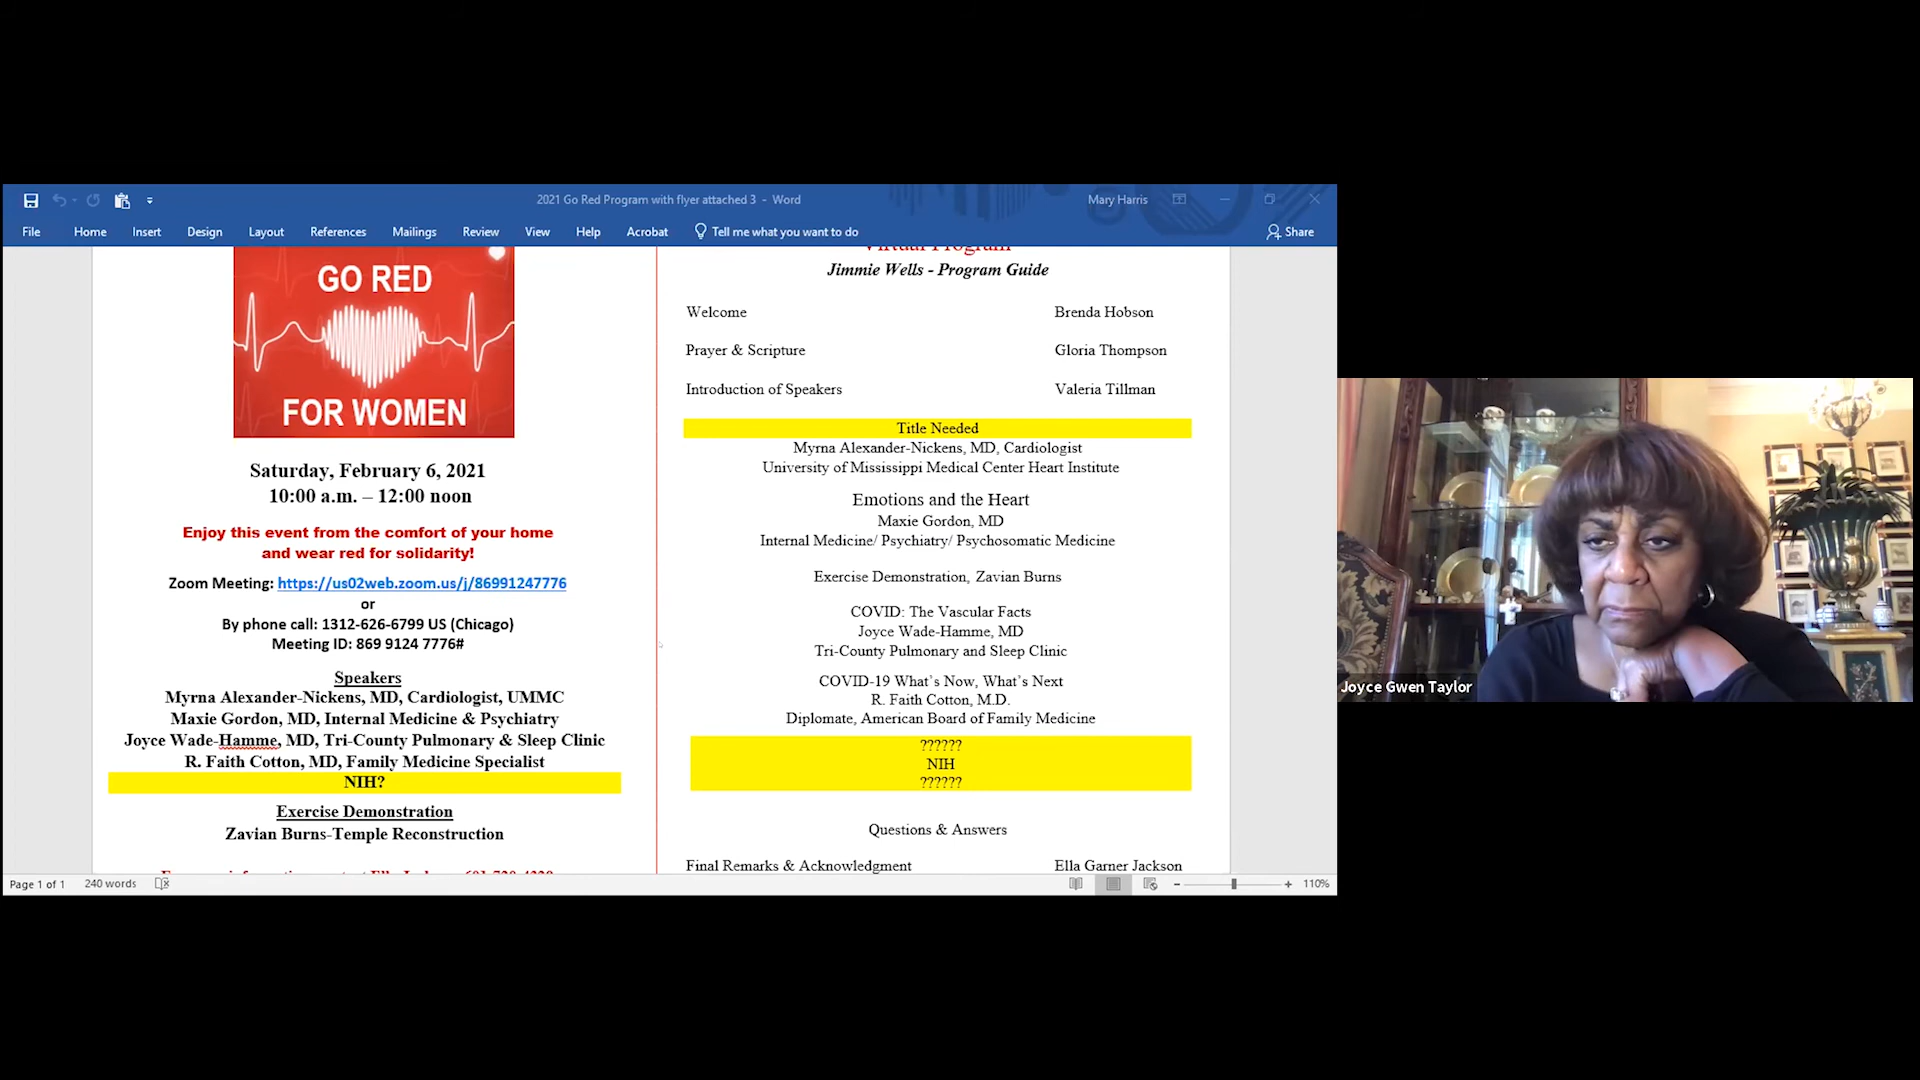 2021 Go Red Program with flyer attached 3 - Word
Mary Harris
File Home Insert Design Layout References Mailings Review View Help Acrobat Tell me what you want to do Share
GO RED
FOR WOMEN
Saturday, February 6, 2021
10:00 a.m. – 12:00 noon
Enjoy this event from the comfort of your home
and wear red for solidarity!
Zoom Meeting: https://us02web.zoom.us/j/86991247776
or
By phone call: 1312-626-6799 US (Chicago)
Meeting ID: 869 9124 7776#
Speakers
Myrna Alexander-Nickens, MD, Cardiologist, UMMC
Maxie Gordon, MD, Internal Medicine & Psychiatry
Joyce Wade-Hamme, MD, Tri-County Pulmonary & Sleep Clinic
R. Faith Cotton, MD, Family Medicine Specialist
NIH?
Exercise Demonstration
Zavian Burns-Temple Reconstruction
Virtual Program
Jimmie Wells - Program Guide
Welcome Brenda Hobson
Prayer & Scripture Gloria Thompson
Introduction of Speakers Valeria Tillman
Title Needed
Myrna Alexander-Nickens, MD, Cardiologist
University of Mississippi Medical Center Heart Institute
Emotions and the Heart
Maxie Gordon, MD
Internal Medicine/ Psychiatry/ Psychosomatic Medicine
Exercise Demonstration, Zavian Burns
COVID: The Vascular Facts
Joyce Wade-Hamme, MD
Tri-County Pulmonary and Sleep Clinic
COVID-19 What's Now, What's Next
R. Faith Cotton, M.D.
Diplomate, American Board of Family Medicine
??????
NIH
??????
Questions & Answers
Final Remarks & Acknowledgment Ella Garner Jackson
Page 1 of 1 240 words 110%
Joyce Gwen Taylor